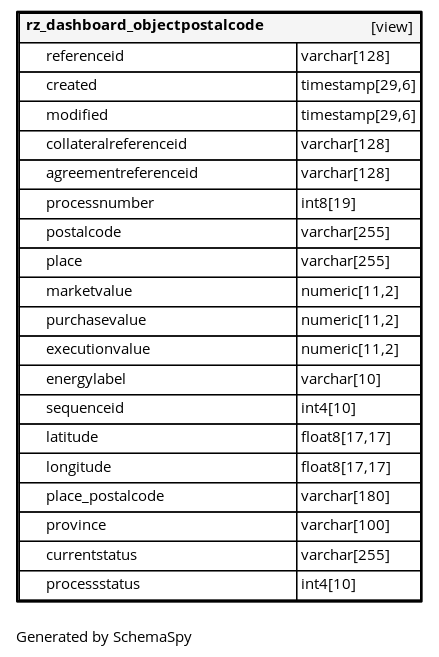 rz_dashboard_objectpostalcode [view]
referenceid varchar[128]
created timestamp[29,6]
modified timestamp[29,6]
collateralreferenceid varchar[128]
agreementreferenceid varchar[128]
processnumber int8[19]
postalcode varchar[255]
place varchar[255]
marketvalue numeric[11,2]
purchasevalue numeric[11,2]
executionvalue numeric[11,2]
energylabel varchar[10]
sequenceid int4[10]
latitude float8[17,17]
longitude float8[17,17]
place_postalcode varchar[180]
province varchar[100]
currentstatus varchar[255]
processstatus int4[10]
Generated by SchemaSpy